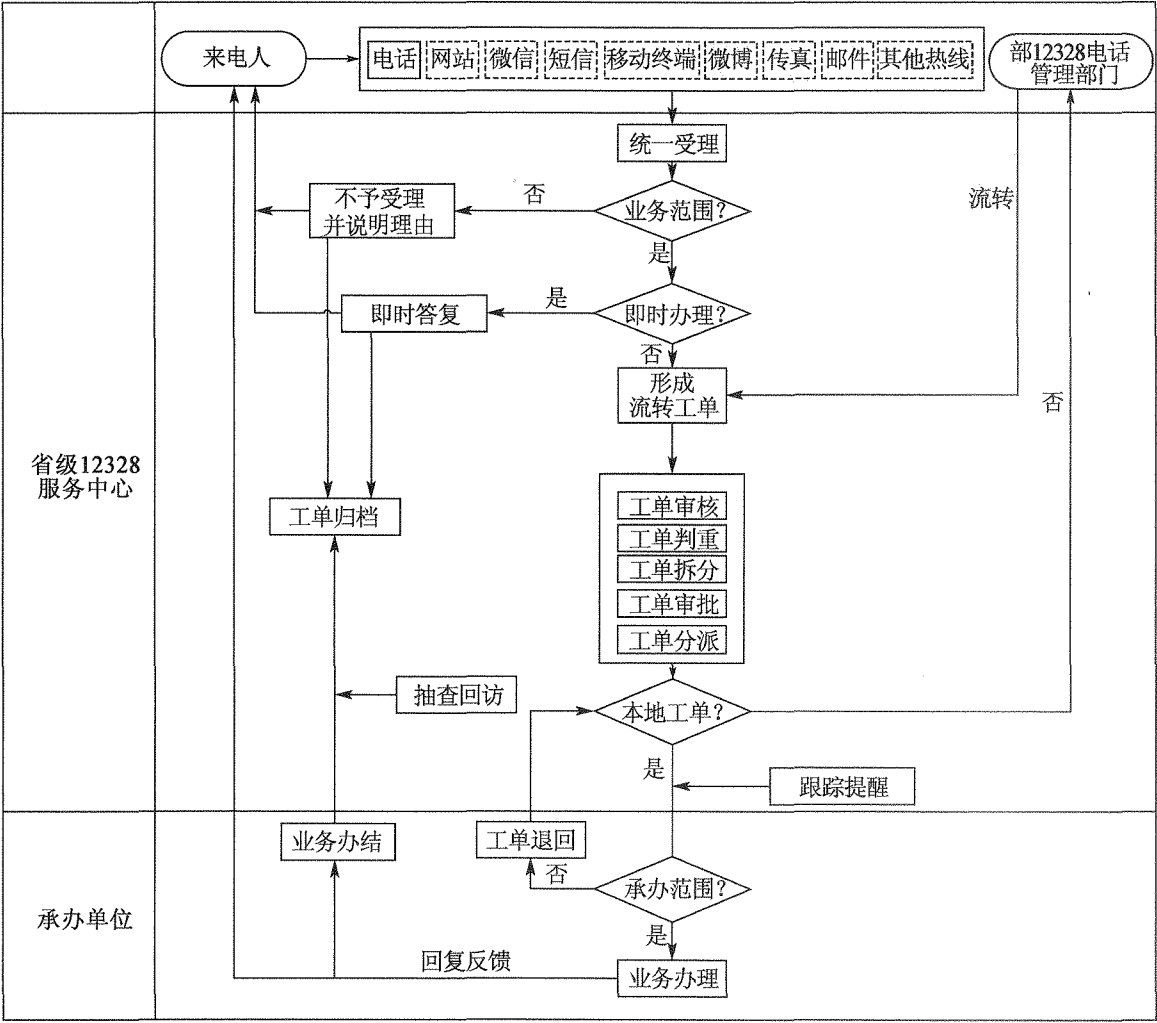 来电人
电话 网站 微信 短信 移动终端 微博 传真 邮件 其他热线
部12328电话
管理部门
统一受理
不予受理
并说明理由
否
业务范围?
流转
是
即时答复
是
即时办理?
否
形成
流转工单
否
省级12328
服务中心
工单归档
工单审核
工单判重
工单拆分
工单审批
工单分派
抽查回访
本地工单?
是
跟踪提醒
业务办结
工单退回
否
承办范围?
承办单位
是
回复反馈
业务办理